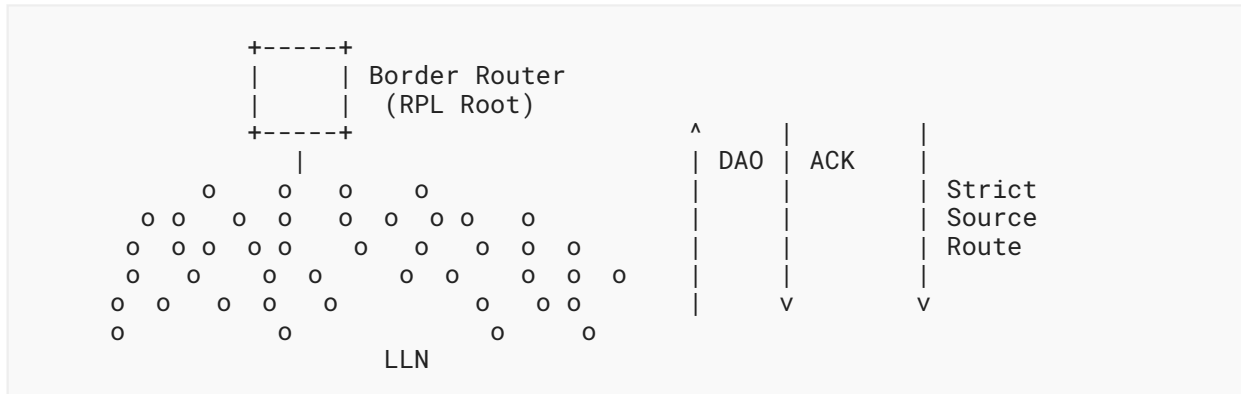 Border Router
(RPL Root)
DAO ACK
Strict
Source
Route
LLN